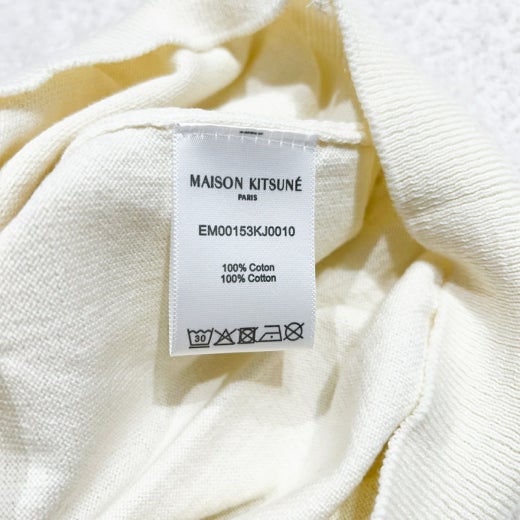 MAISON KITSUNÉ
PARIS
EM00153KJ0010
100% Coton
100% Cotton
30